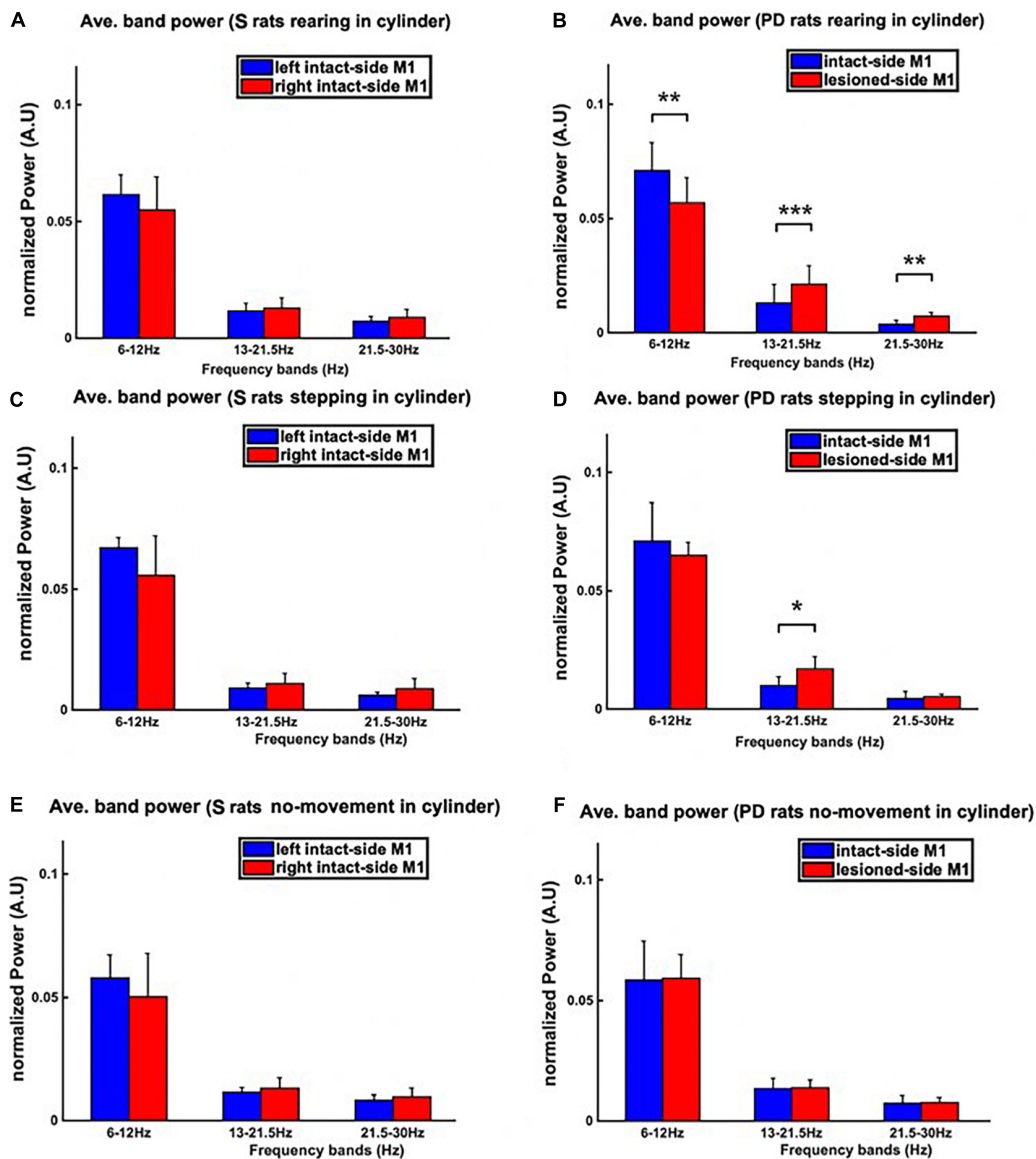 A
Ave. band power (S rats rearing in cylinder)
left intact-side M1
right intact-side M1
normalized Power (A.U)
0.1
0.05
0
6-12Hz 13-21.5Hz 21.5-30Hz
Frequency bands (Hz)
B
Ave. band power (PD rats rearing in cylinder)
intact-side M1
lesioned-side M1
normalized Power (A.U)
0.1
0.05
0
**
***
**
6-12Hz 13-21.5Hz 21.5-30Hz
Frequency bands (Hz)
C
Ave. band power (S rats stepping in cylinder)
left intact-side M1
right intact-side M1
normalized Power (A.U)
0.1
0.05
0
6-12Hz 13-21.5Hz 21.5-30Hz
Frequency bands (Hz)
D
Ave. band power (PD rats stepping in cylinder)
intact-side M1
lesioned-side M1
normalized Power (A.U)
0.1
0.05
0
*
6-12Hz 13-21.5Hz 21.5-30Hz
Frequency bands (Hz)
E
Ave. band power (S rats no-movement in cylinder)
left intact-side M1
right intact-side M1
normalized Power (A.U)
0.1
0.05
0
6-12Hz 13-21.5Hz 21.5-30Hz
Frequency bands (Hz)
F
Ave. band power (PD rats no-movement in cylinder)
intact-side M1
lesioned-side M1
normalized Power (A.U)
0.1
0.05
0
6-12Hz 13-21.5Hz 21.5-30Hz
Frequency bands (Hz)